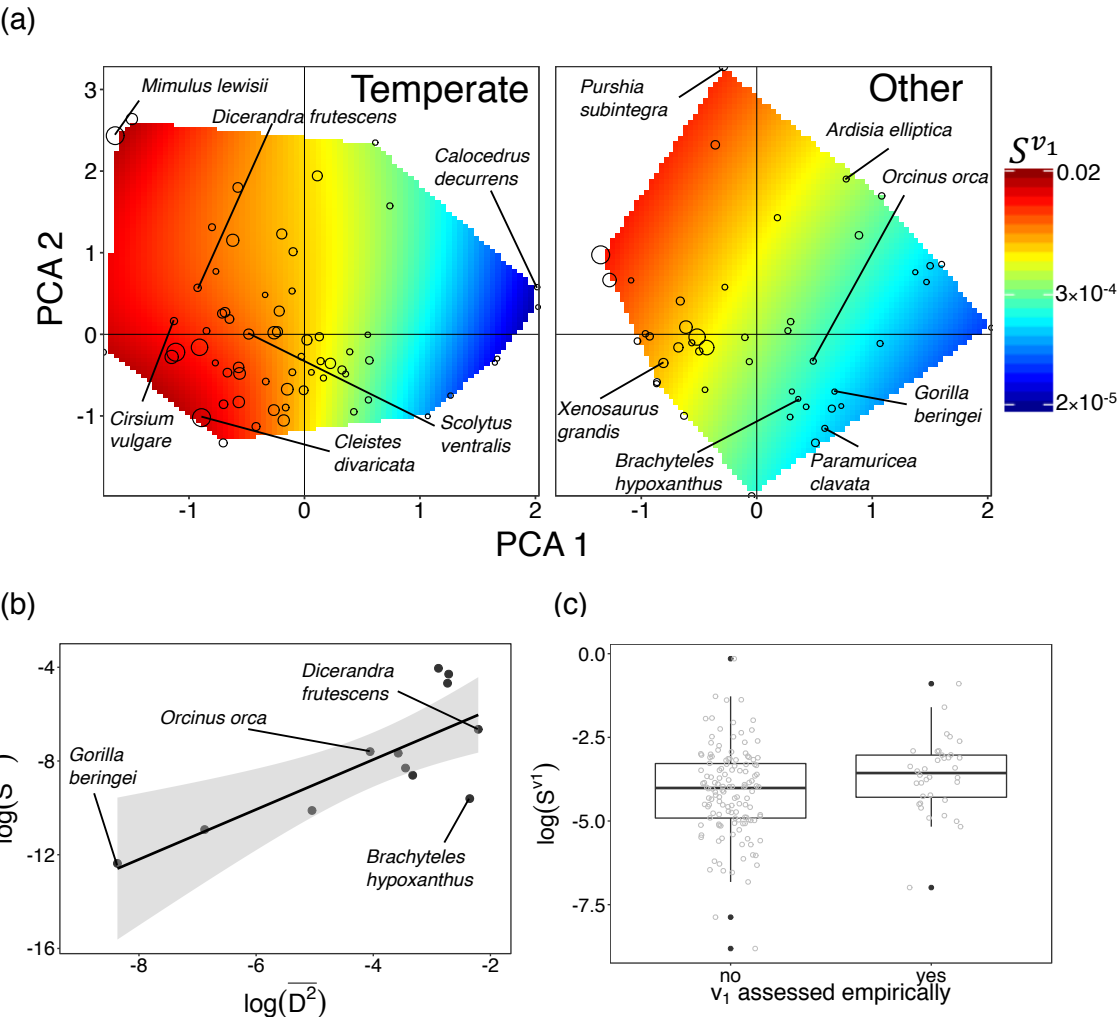 (a)
Temperate
Other
Mimulus lewisii
Dicerandra frutescens
Calocedrus
decurrens
Cirsium
vulgare
Cleistes
divaricata
Scolytus
ventralis
Purshia
subintegra
Ardisia elliptica
Orcinus orca
Xenosaurus
grandis
Brachyteles
hypoxanthus
Gorilla
beringei
Paramuricea
clavata
3
2
1
0
-1
PCA 2
-1 0 1 2
-1 0 1 2
PCA 1
S^v₁
0.02
3×10⁻⁴
2×10⁻⁵
(b)
Dicerandra
frutescens
Orcinus orca
Gorilla
beringei
Brachyteles
hypoxanthus
-4
-8
-12
-16
-8 -6 -4 -2
log(D̅²̅)
(c)
0.0
-2.5
-5.0
-7.5
log(S^v1)
no yes
v₁ assessed empirically